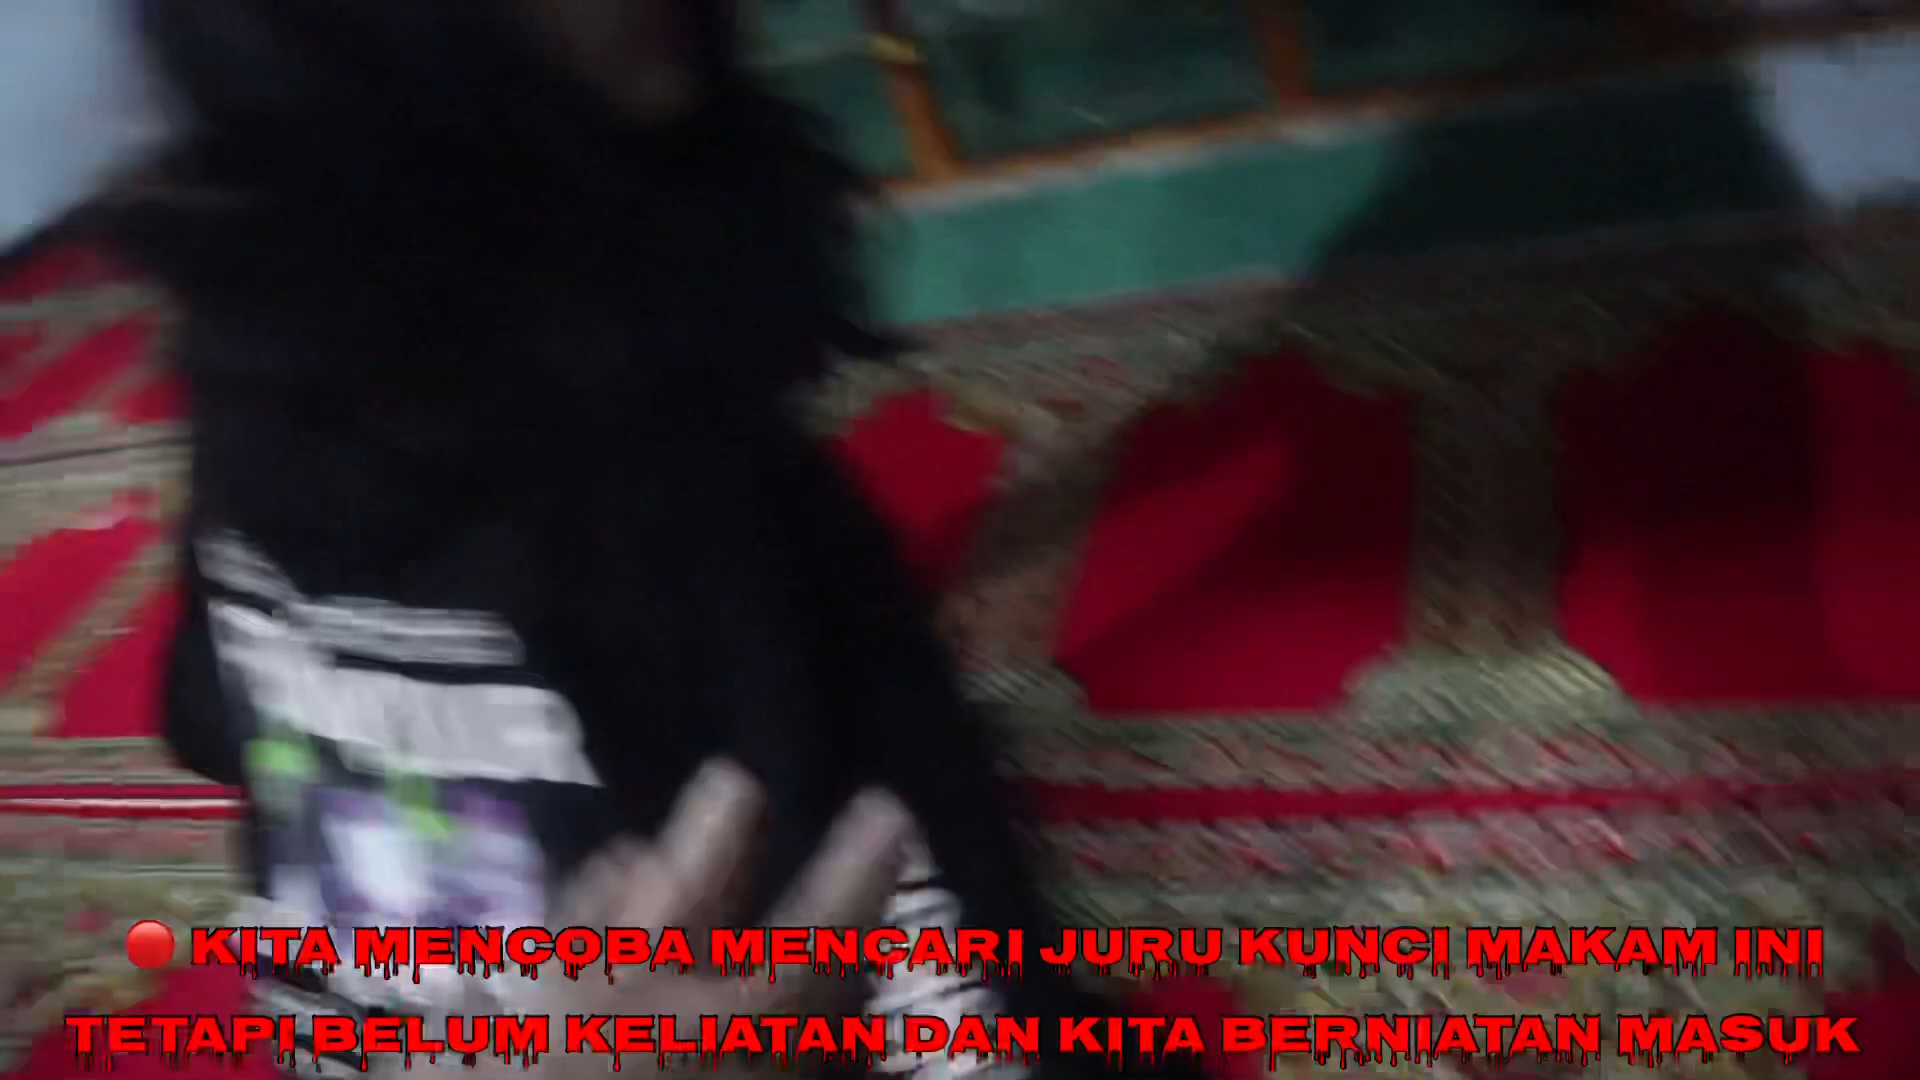 🔴 KITA MENCOBA MENCARI JURU KUNCI MAKAM INI
TETAPI BELUM KELIATAN DAN KITA BERNIATAN MASUK